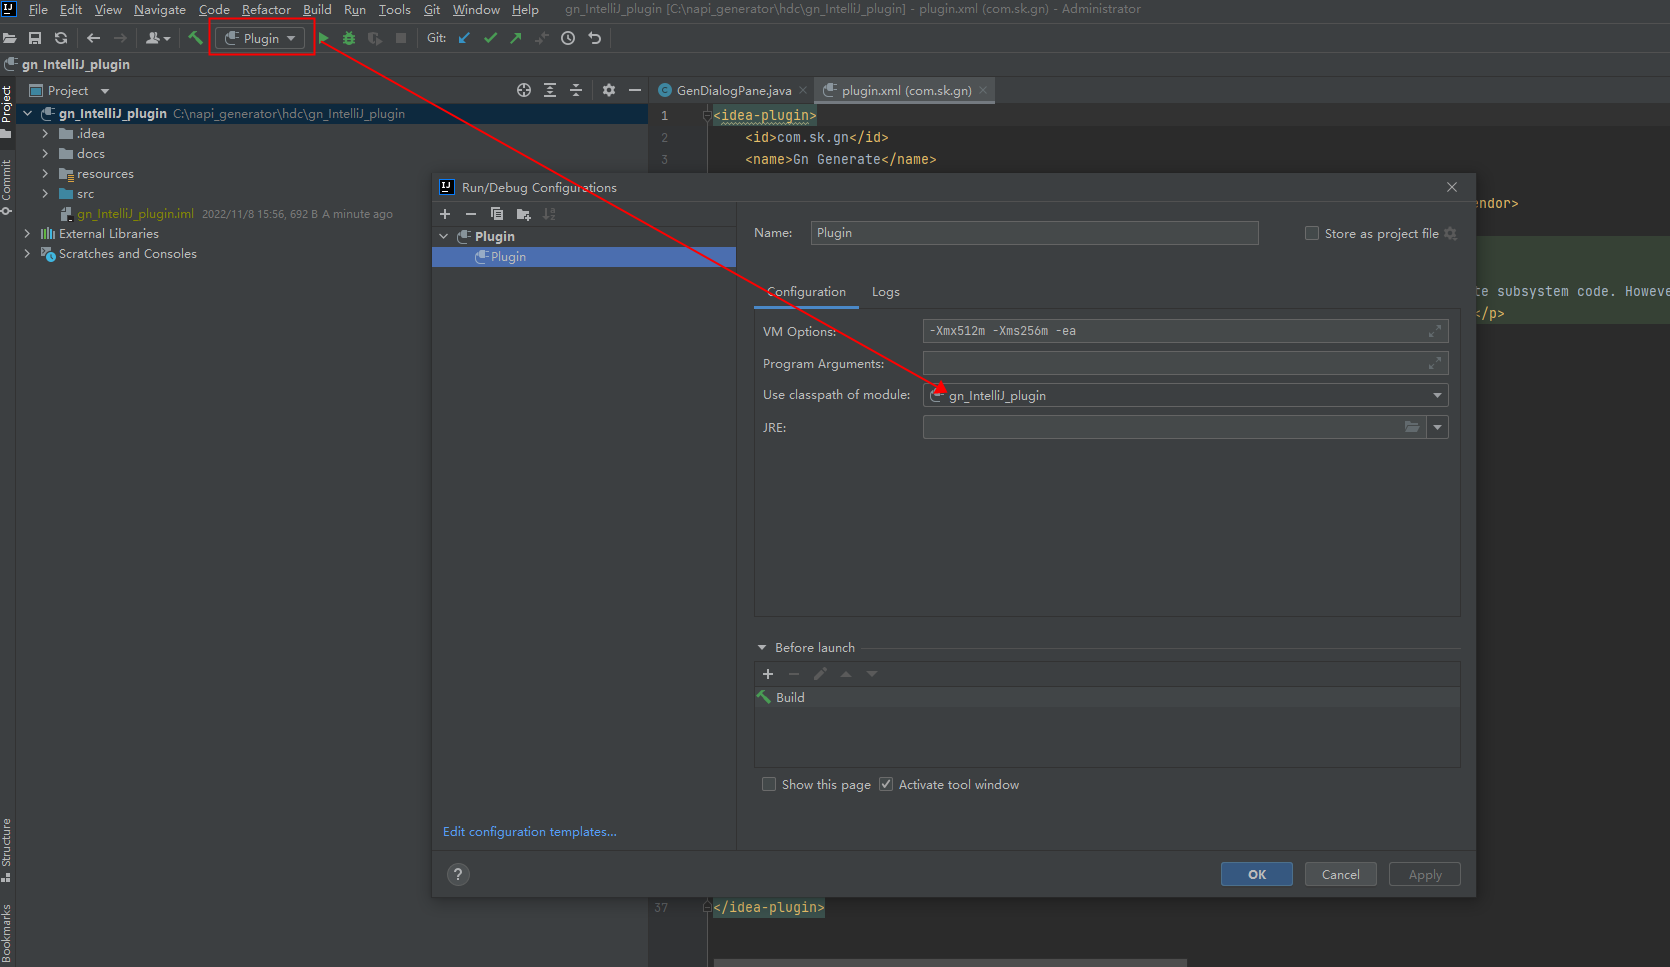 File Edit View Navigate Code Refactor Build Run Tools Git Window Help gn_IntelliJ_plugin [C:\napi_generator\hdc\gn_IntelliJ_plugin] - plugin.xml (com.sk.gn) - Administrator
Plugin Git:
gn_IntelliJ_plugin
Project
GenDialogPane.java plugin.xml (com.sk.gn)
gn_IntelliJ_plugin C:\napi_generator\hdc\gn_IntelliJ_plugin
.idea
docs
resources
src
gn_IntelliJ_plugin.iml 2022/11/8 15:56, 692 B A minute ago
External Libraries
Scratches and Consoles
Project
Commit
Structure
Bookmarks
1 <idea-plugin>
2 <id>com.sk.gn</id>
3 <name>Gn Generate</name>
endor>
te subsystem code. Howeve
</p>
37 </idea-plugin>
Run/Debug Configurations
Plugin
Plugin
Edit configuration templates...
Name: Plugin Store as project file
Configuration Logs
VM Options: -Xmx512m -Xms256m -ea
Program Arguments:
Use classpath of module: gn_IntelliJ_plugin
JRE:
Before launch
Build
Show this page Activate tool window
? OK Cancel Apply